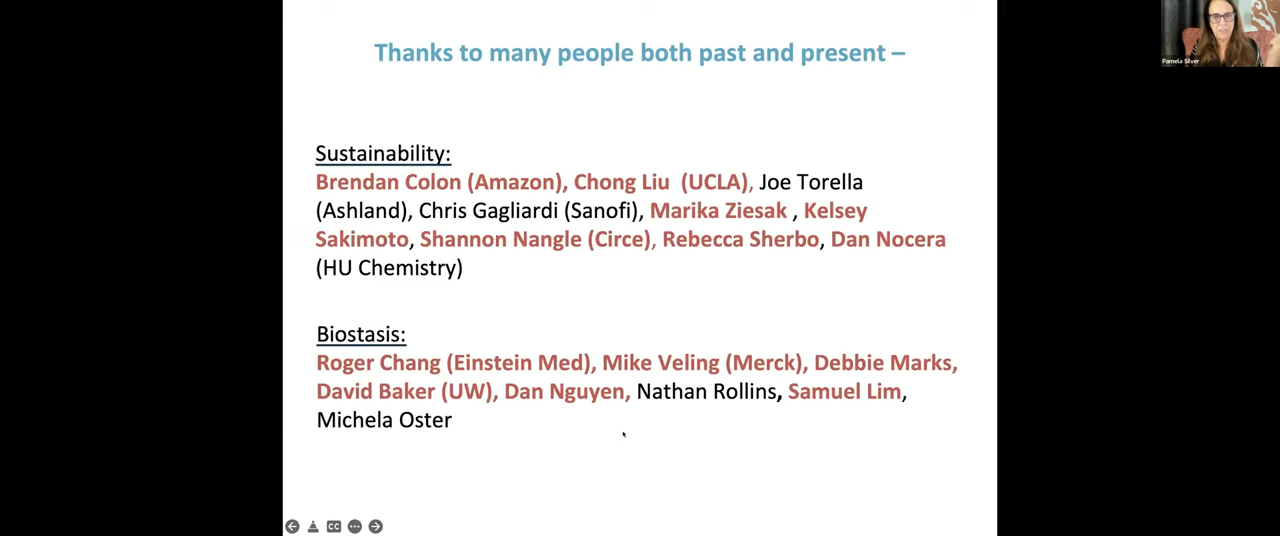 Thanks to many people both past and present –
Pamela Silver
Sustainability:
Brendan Colon (Amazon), Chong Liu (UCLA), Joe Torella
(Ashland), Chris Gagliardi (Sanofi), Marika Ziesak , Kelsey
Sakimoto, Shannon Nangle (Circe), Rebecca Sherbo, Dan Nocera
(HU Chemistry)
Biostasis:
Roger Chang (Einstein Med), Mike Veling (Merck), Debbie Marks,
David Baker (UW), Dan Nguyen, Nathan Rollins, Samuel Lim,
Michela Oster
CC